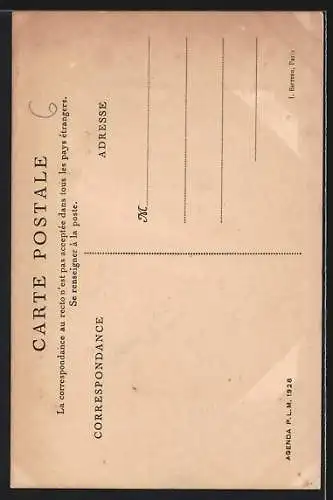 6
CARTE POSTALE
La correspondance au recto n'est pas acceptée dans tous les pays étrangers.
Se renseigner à la poste.
CORRESPONDANCE
ADRESSE
M
AGENDA P. L. M. 1928
I. Barreau, Paris